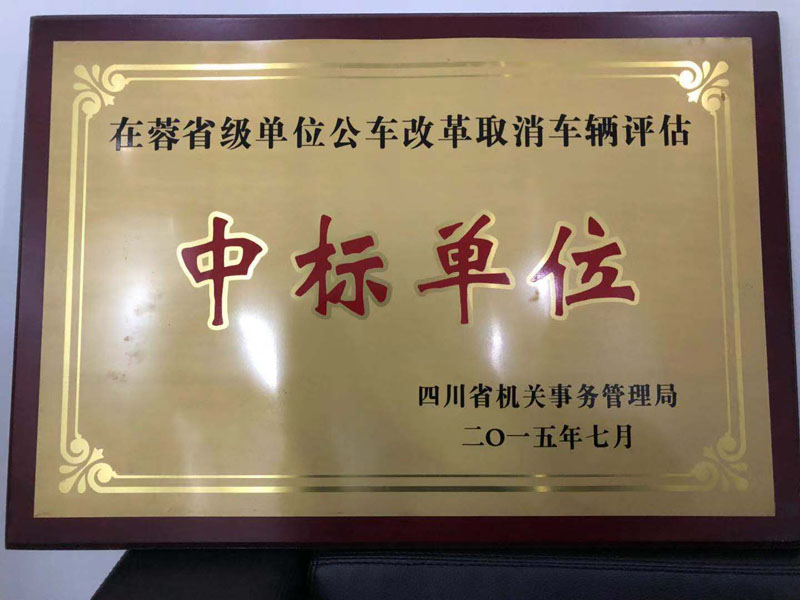 在蓉省级单位公车改革取消车辆评估
中标单位
四川省机关事务管理局
二〇一五年七月